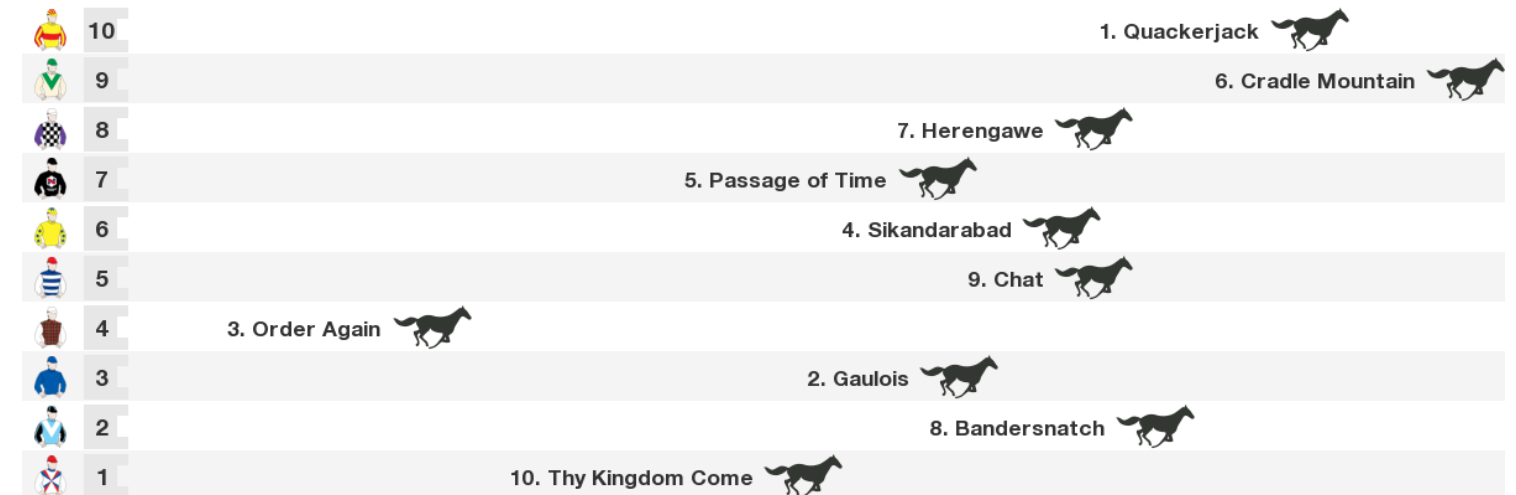 10 1. Quackerjack
9 6. Cradle Mountain
8 7. Herengawe
7 5. Passage of Time
6 4. Sikandarabad
5 9. Chat
4 3. Order Again
3 2. Gaulois
2 8. Bandersnatch
1 10. Thy Kingdom Come